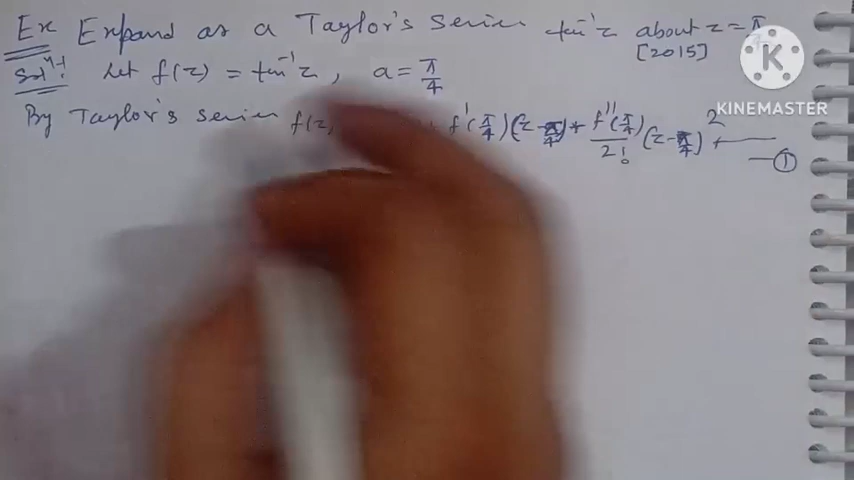 Ex Expand as a Taylor's Series tan⁻¹z about z = π/4
[2015]
Solⁿ:- Let f(z) = tan⁻¹z, a = π/4
By Taylor's series f(z + f'(π/4)(z-π/4) + f''(π/4)/2! (z-π/4)² + ——
—①
K
KINEMASTER